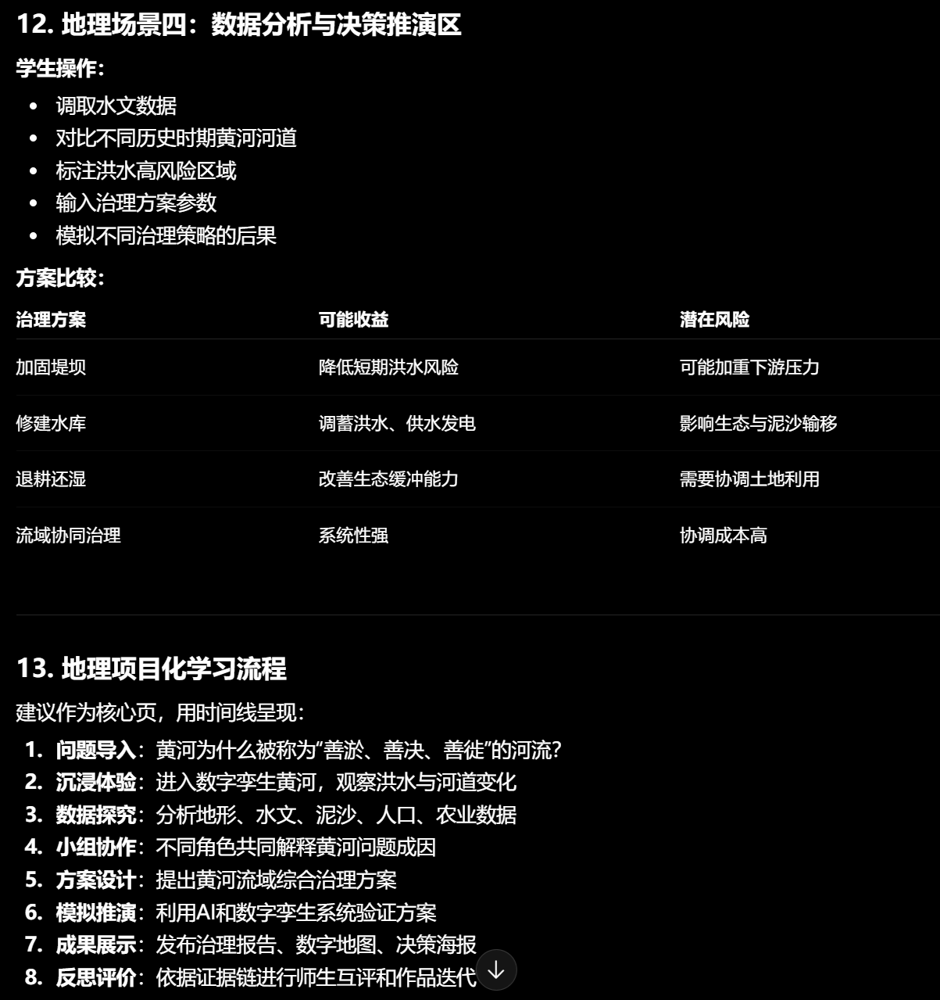 12. 地理场景四：数据分析与决策推演区
学生操作：
• 调取水文数据
• 对比不同历史时期黄河河道
• 标注洪水高风险区域
• 输入治理方案参数
• 模拟不同治理策略的后果
方案比较：
治理方案 可能收益 潜在风险
加固堤坝 降低短期洪水风险 可能加重下游压力
修建水库 调蓄洪水、供水发电 影响生态与泥沙输移
退耕还湿 改善生态缓冲能力 需要协调土地利用
流域协同治理 系统性强 协调成本高
13. 地理项目化学习流程
建议作为核心页，用时间线呈现：
1. 问题导入：黄河为什么被称为“善淤、善决、善徙”的河流？
2. 沉浸体验：进入数字孪生黄河，观察洪水与河道变化
3. 数据探究：分析地形、水文、泥沙、人口、农业数据
4. 小组协作：不同角色共同解释黄河问题成因
5. 方案设计：提出黄河流域综合治理方案
6. 模拟推演：利用AI和数字孪生系统验证方案
7. 成果展示：发布治理报告、数字地图、决策海报
8. 反思评价：依据证据链进行师生互评和作品迭代